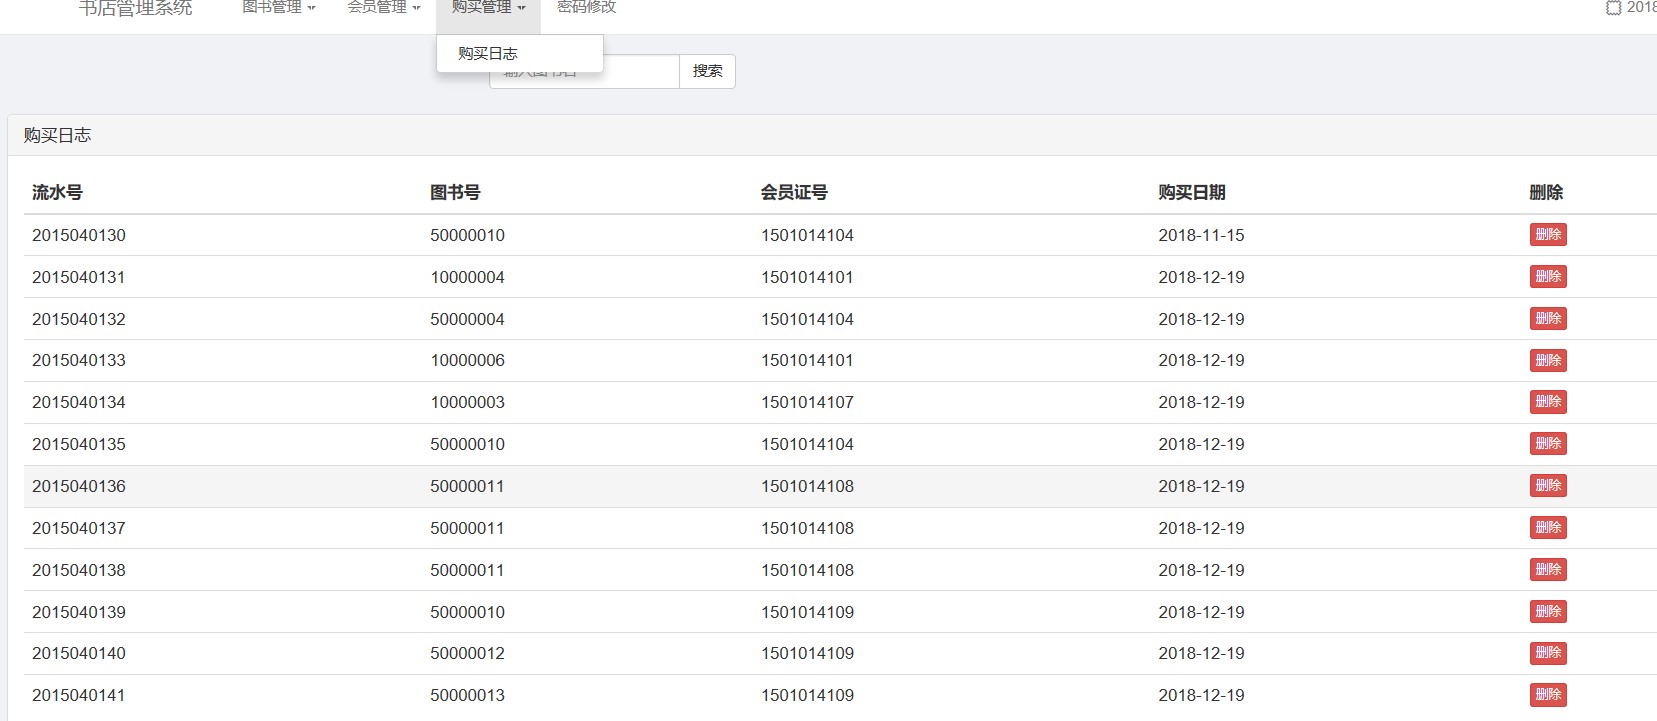 书店管理系统 图书管理 会员管理 购买管理 密码修改 2018
购买日志
输入图书名 搜索
购买日志
流水号 图书号 会员证号 购买日期 删除
2015040130 50000010 1501014104 2018-11-15 删除
2015040131 10000004 1501014101 2018-12-19 删除
2015040132 50000004 1501014104 2018-12-19 删除
2015040133 10000006 1501014101 2018-12-19 删除
2015040134 10000003 1501014107 2018-12-19 删除
2015040135 50000010 1501014104 2018-12-19 删除
2015040136 50000011 1501014108 2018-12-19 删除
2015040137 50000011 1501014108 2018-12-19 删除
2015040138 50000011 1501014108 2018-12-19 删除
2015040139 50000010 1501014109 2018-12-19 删除
2015040140 50000012 1501014109 2018-12-19 删除
2015040141 50000013 1501014109 2018-12-19 删除